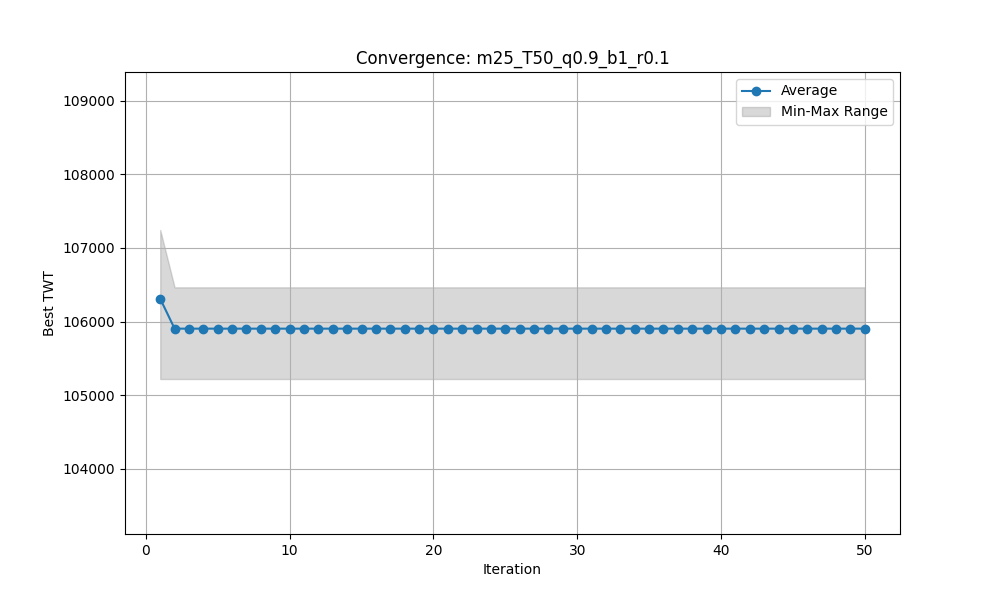 Convergence: m25_T50_q0.9_b1_r0.1
Average
Min-Max Range
109000
108000
107000
106000
105000
104000
Best TWT
0 10 20 30 40 50
Iteration